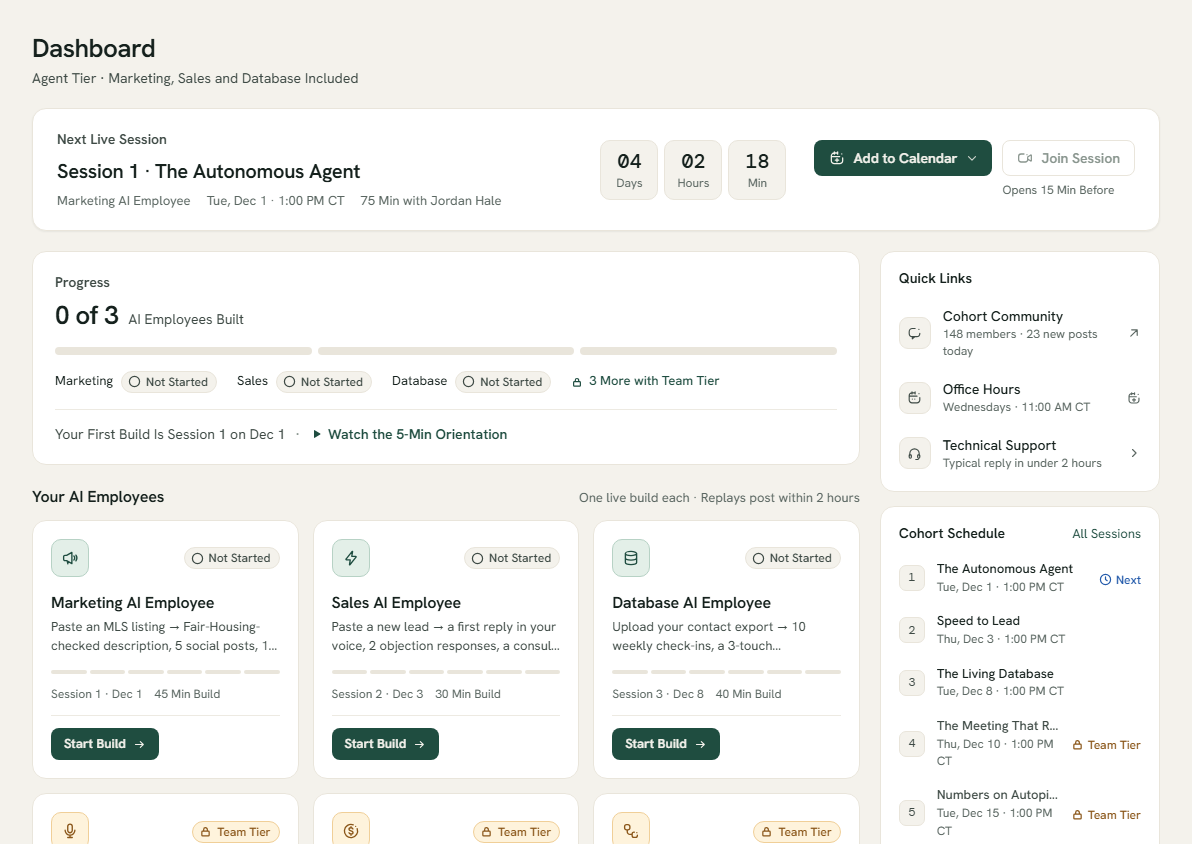 Dashboard
Agent Tier · Marketing, Sales and Database Included
Next Live Session
Session 1 · The Autonomous Agent
Marketing AI Employee Tue, Dec 1 · 1:00 PM CT 75 Min with Jordan Hale
04 02 18
Days Hours Min
Add to Calendar
Join Session
Opens 15 Min Before
Progress
0 of 3 AI Employees Built
Marketing Not Started Sales Not Started Database Not Started 3 More with Team Tier
Your First Build Is Session 1 on Dec 1 · Watch the 5-Min Orientation
Quick Links
Cohort Community
148 members · 23 new posts
today
Office Hours
Wednesdays · 11:00 AM CT
Technical Support
Typical reply in under 2 hours
Your AI Employees
One live build each · Replays post within 2 hours
Not Started
Marketing AI Employee
Paste an MLS listing → Fair-Housing-
checked description, 5 social posts, 1…
Session 1 · Dec 1 45 Min Build
Start Build →
Not Started
Sales AI Employee
Paste a new lead → a first reply in your
voice, 2 objection responses, a consul…
Session 2 · Dec 3 30 Min Build
Start Build →
Not Started
Database AI Employee
Upload your contact export → 10
weekly check-ins, a 3-touch…
Session 3 · Dec 8 40 Min Build
Start Build →
Team Tier
Team Tier
Team Tier
Cohort Schedule All Sessions
1 The Autonomous Agent
Tue, Dec 1 · 1:00 PM CT
Next
2 Speed to Lead
Thu, Dec 3 · 1:00 PM CT
3 The Living Database
Tue, Dec 8 · 1:00 PM CT
4 The Meeting That R…
Thu, Dec 10 · 1:00 PM
CT
Team Tier
5 Numbers on Autopi…
Tue, Dec 15 · 1:00 PM
CT
Team Tier